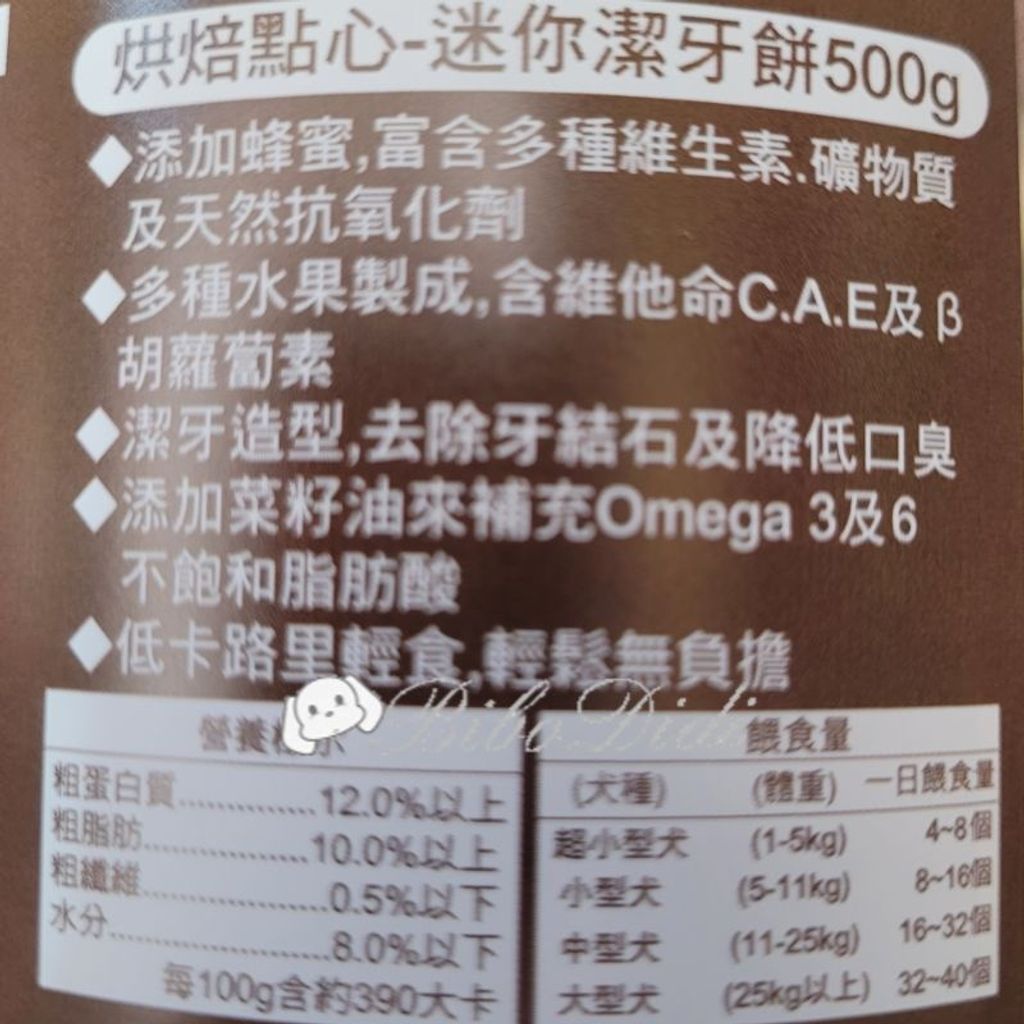 烘焙點心-迷你潔牙餅500g
◆添加蜂蜜,富含多種維生素.礦物質
及天然抗氧化劑
◆多種水果製成,含維他命C.A.E及β
胡蘿蔔素
◆潔牙造型,去除牙結石及降低口臭
◆添加菜籽油來補充Omega 3及6
不飽和脂肪酸
◆低卡路里輕食,輕鬆無負擔
Bibo Didi
營養標示
粗蛋白質..............12.0%以上
粗脂肪................10.0%以上
粗纖維..................0.5%以下
水分......................8.0%以下
每100g含約390大卡
餵食量
(犬種) (體重) 一日餵食量
超小型犬 (1-5kg) 4~8個
小型犬 (5-11kg) 8~16個
中型犬 (11-25kg) 16~32個
大型犬 (25kg以上) 32~40個